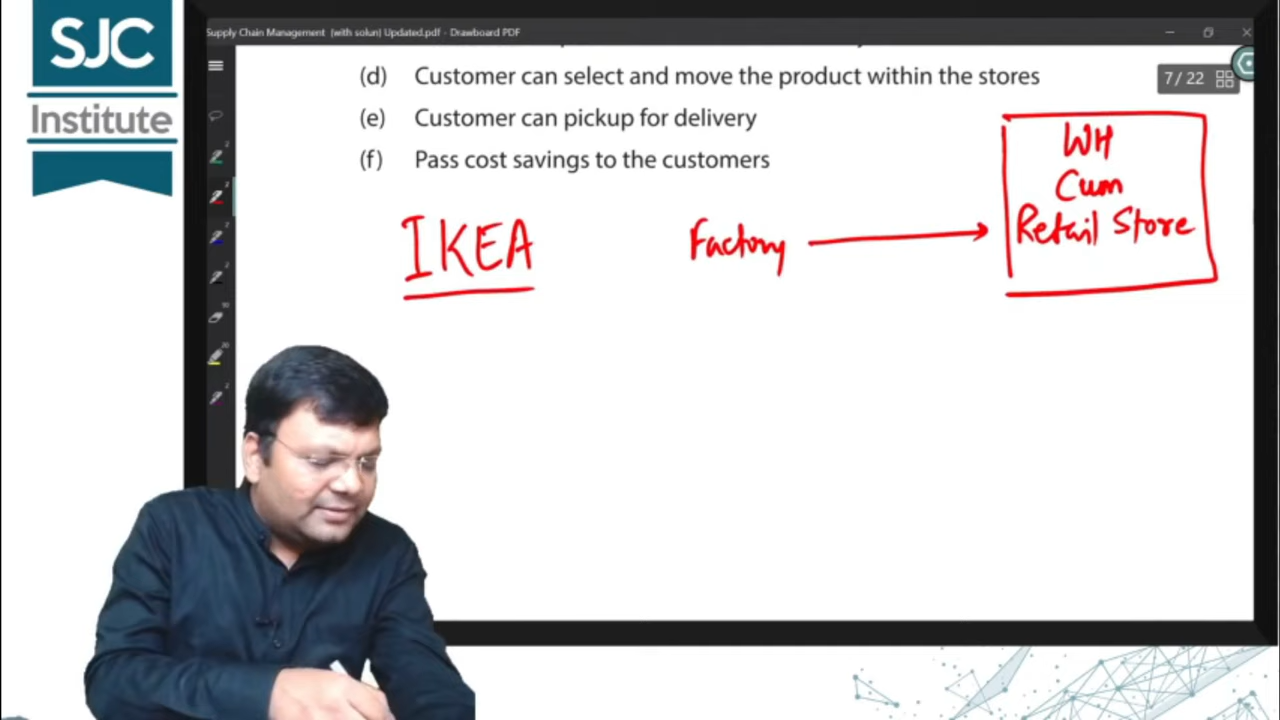 SJC
Institute
Supply Chain Management (with solun) Updated.pdf - Drawboard PDF
7 / 22
(d) Customer can select and move the product within the stores
(e) Customer can pickup for delivery
(f) Pass cost savings to the customers
IKEA
Factory
WH
Cum
Retail Store